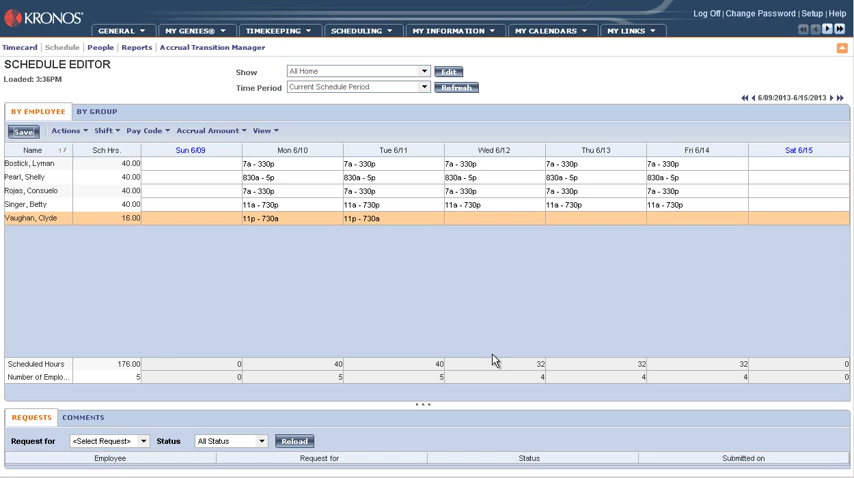 KRONOS®
Log Off | Change Password | Setup | Help
GENERAL MY GENIES® TIMEKEEPING SCHEDULING MY INFORMATION MY CALENDARS MY LINKS
Timecard | Schedule | People | Reports | Accrual Transition Manager
SCHEDULE EDITOR
Loaded: 3:36PM
Show All Home Edit
Time Period Current Schedule Period Refresh
6/09/2013-6/15/2013
BY EMPLOYEE BY GROUP
Save Actions Shift Pay Code Accrual Amount View
Name 1/ Sch Hrs. Sun 6/09 Mon 6/10 Tue 6/11 Wed 6/12 Thu 6/13 Fri 6/14 Sat 6/15
Bostick, Lyman 40.00 7a - 330p 7a - 330p 7a - 330p 7a - 330p 7a - 330p
Pearl, Shelly 40.00 830a - 5p 830a - 5p 830a - 5p 830a - 5p 830a - 5p
Rojas, Consuelo 40.00 7a - 330p 7a - 330p 7a - 330p 7a - 330p 7a - 330p
Singer, Betty 40.00 11a - 730p 11a - 730p 11a - 730p 11a - 730p 11a - 730p
Vaughan, Clyde 16.00 11p - 730a 11p - 730a
Scheduled Hours 176.00 0 40 40 32 32 32 0
Number of Emplo... 5 0 5 5 4 4 4 0
REQUESTS COMMENTS
Request for <Select Request> Status All Status Reload
Employee Request for Status Submitted on